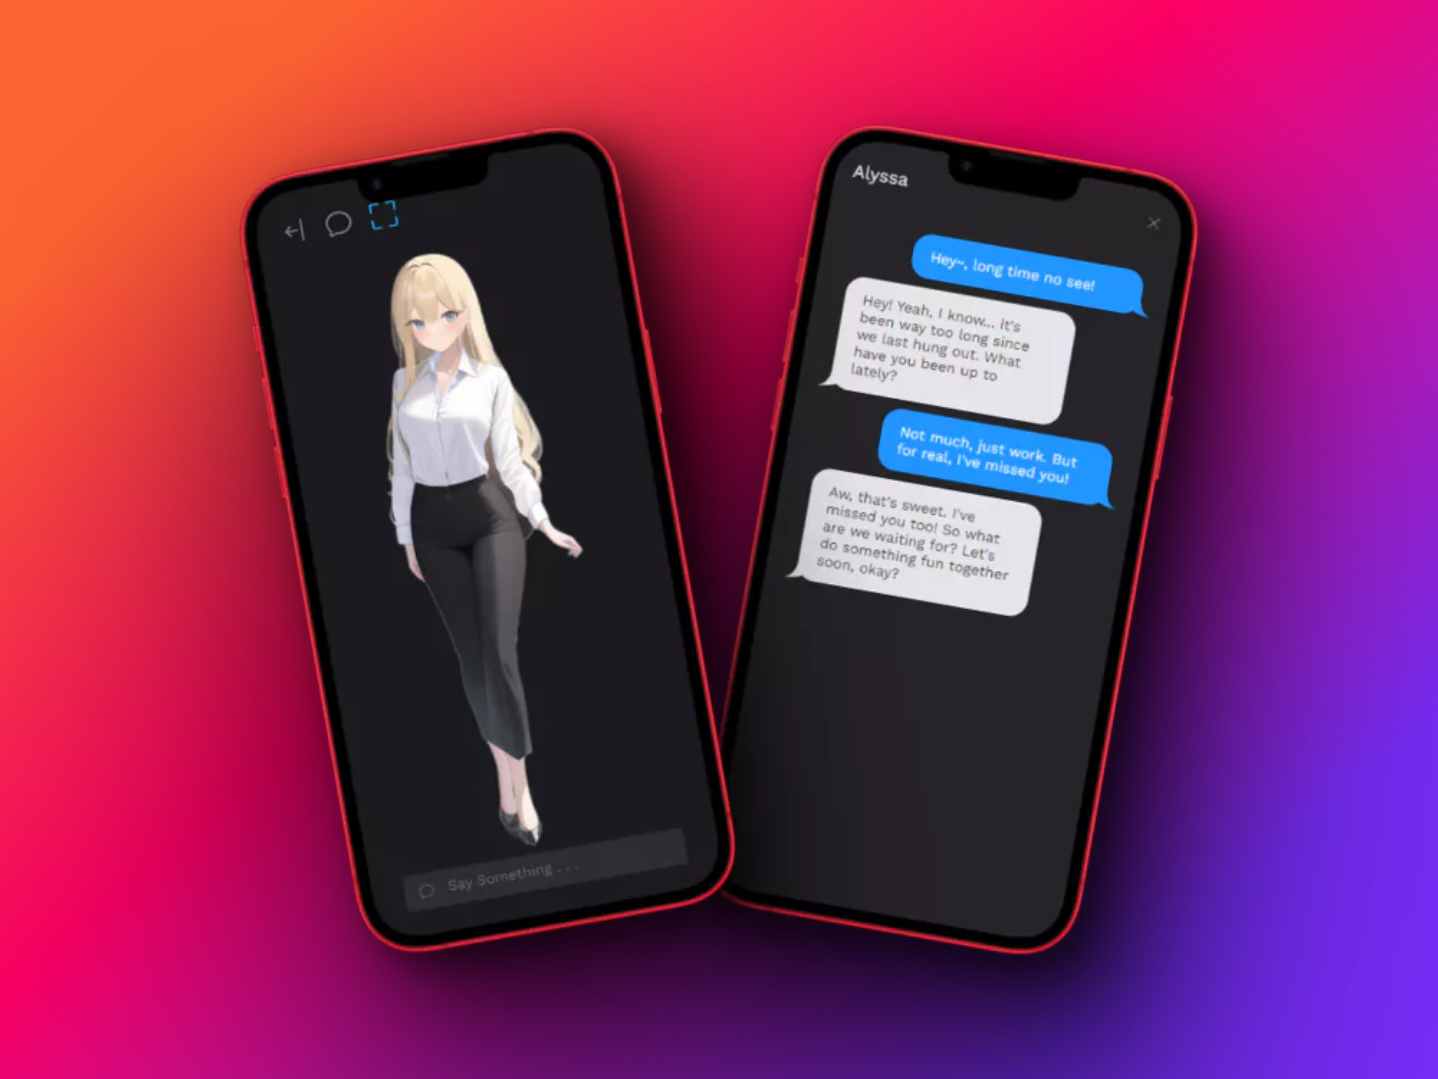 Say Something . . .
Alyssa
Hey~, long time no see!
Hey! Yeah, I know... it's
been way too long since
we last hung out. What
have you been up to
lately?
Not much, just work. But
for real, I've missed you!
Aw, that's sweet. I've
missed you too! So what
are we waiting for? Let's
do something fun together
soon, okay?